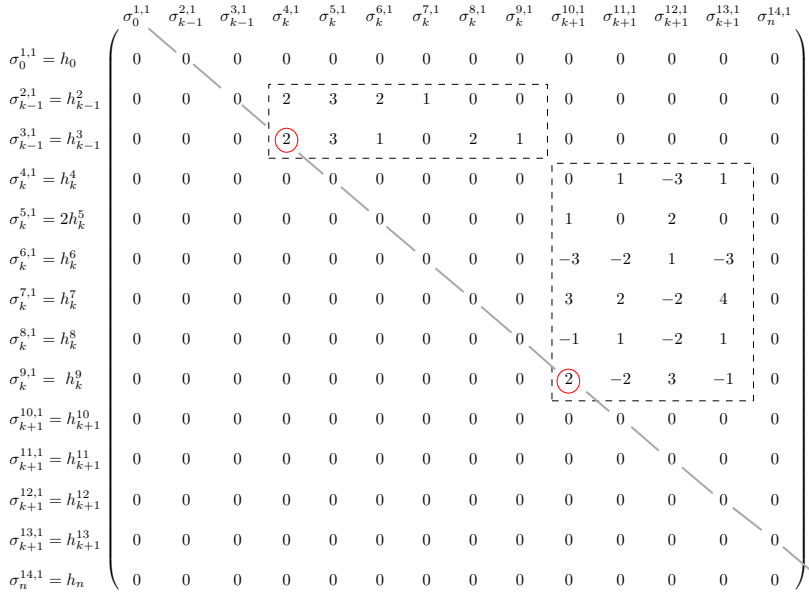 σ_0^{1,1} σ_{k-1}^{2,1} σ_{k-1}^{3,1} σ_k^{4,1} σ_k^{5,1} σ_k^{6,1} σ_k^{7,1} σ_k^{8,1} σ_k^{9,1} σ_{k+1}^{10,1} σ_{k+1}^{11,1} σ_{k+1}^{12,1} σ_{k+1}^{13,1} σ_n^{14,1}
σ_0^{1,1} = h_0 0 0 0 0 0 0 0 0 0 0 0 0 0 0
σ_{k-1}^{2,1} = h_{k-1}^2 0 0 0 2 3 2 1 0 0 0 0 0 0 0
σ_{k-1}^{3,1} = h_{k-1}^3 0 0 0 2 3 1 0 2 1 0 0 0 0 0
σ_k^{4,1} = h_k^4 0 0 0 0 0 0 0 0 0 0 1 −3 1 0
σ_k^{5,1} = 2h_k^5 0 0 0 0 0 0 0 0 0 1 0 2 0 0
σ_k^{6,1} = h_k^6 0 0 0 0 0 0 0 0 0 −3 −2 1 −3 0
σ_k^{7,1} = h_k^7 0 0 0 0 0 0 0 0 0 3 2 −2 4 0
σ_k^{8,1} = h_k^8 0 0 0 0 0 0 0 0 0 −1 1 −2 1 0
σ_k^{9,1} = h_k^9 0 0 0 0 0 0 0 0 0 2 −2 3 −1 0
σ_{k+1}^{10,1} = h_{k+1}^{10} 0 0 0 0 0 0 0 0 0 0 0 0 0 0
σ_{k+1}^{11,1} = h_{k+1}^{11} 0 0 0 0 0 0 0 0 0 0 0 0 0 0
σ_{k+1}^{12,1} = h_{k+1}^{12} 0 0 0 0 0 0 0 0 0 0 0 0 0 0
σ_{k+1}^{13,1} = h_{k+1}^{13} 0 0 0 0 0 0 0 0 0 0 0 0 0 0
σ_n^{14,1} = h_n 0 0 0 0 0 0 0 0 0 0 0 0 0 0